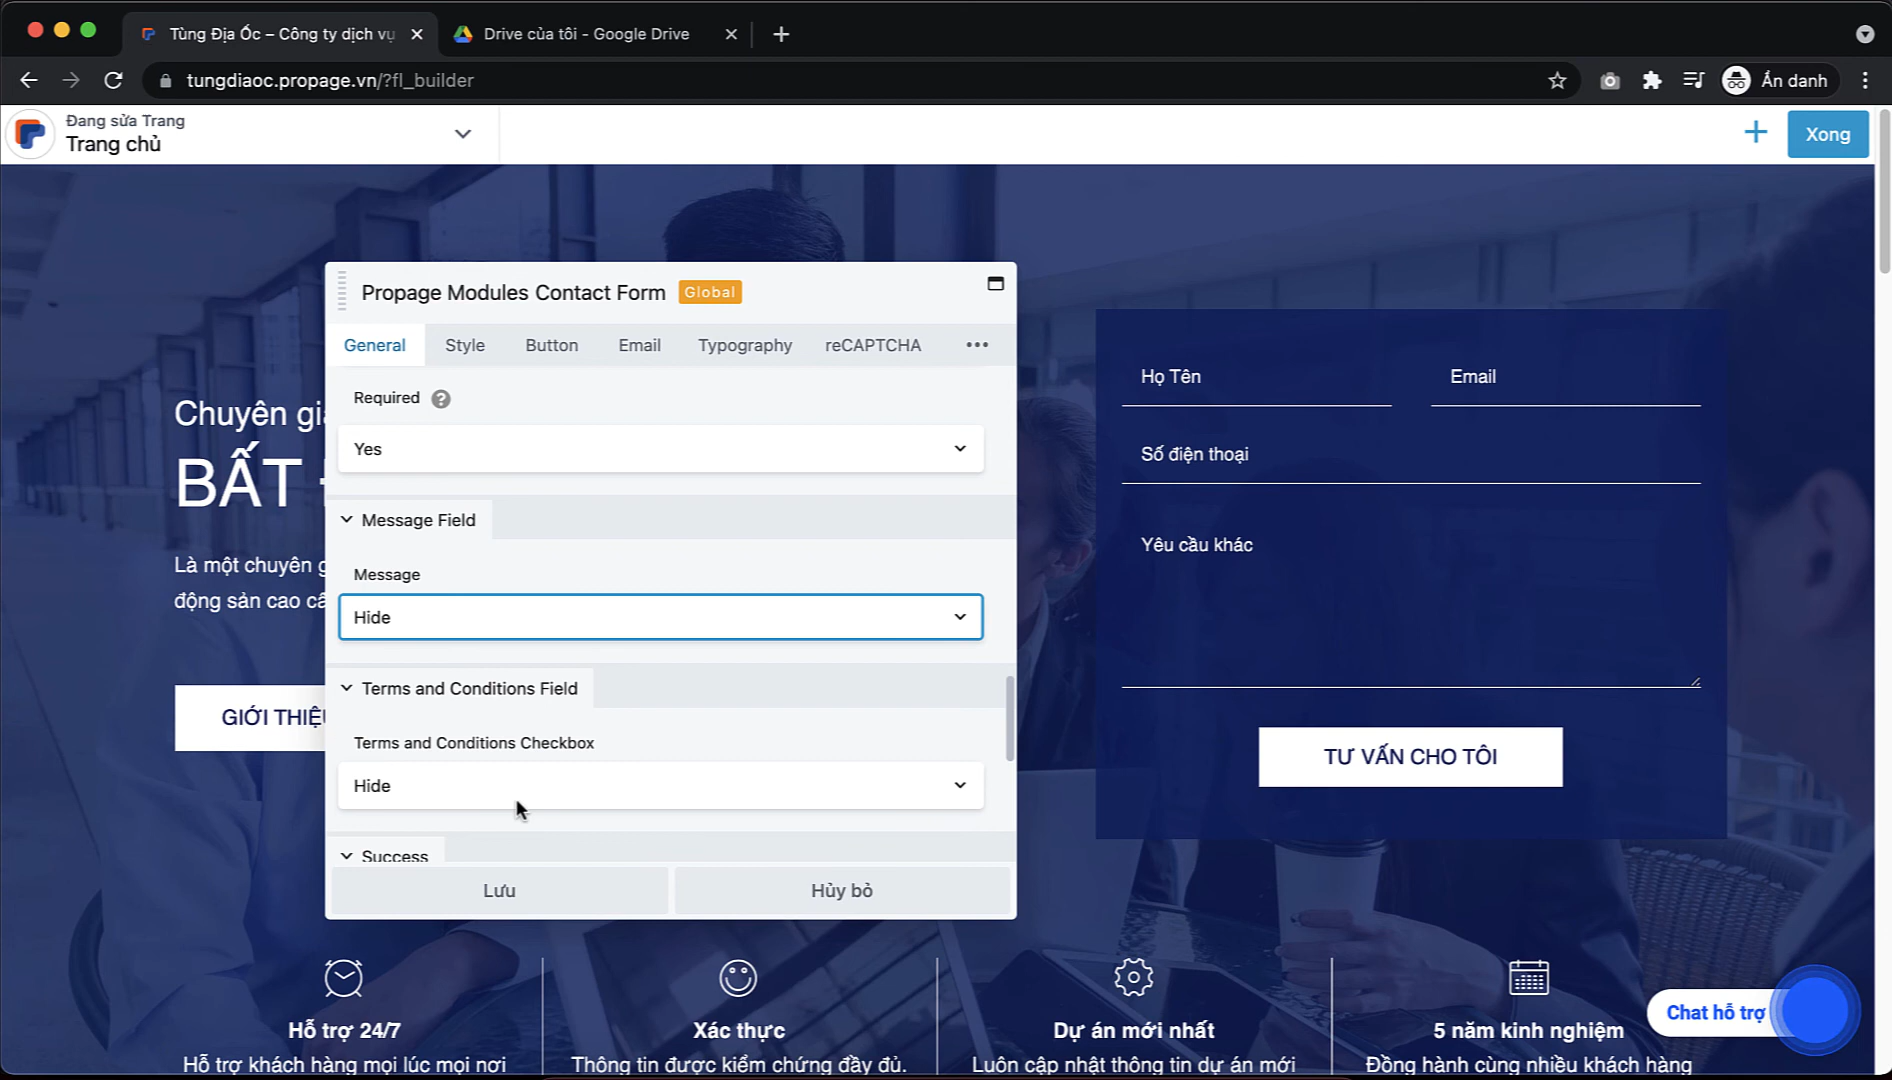 Tùng Địa Ốc – Công ty dịch vụ
Drive của tôi - Google Drive
tungdiaoc.propage.vn/?fl_builder
Ẩn danh
Đang sửa Trang
Trang chủ
Xong
Propage Modules Contact Form
Global
General
Style
Button
Email
Typography
reCAPTCHA
Required
?
Yes
Message Field
Message
Hide
Terms and Conditions Field
Terms and Conditions Checkbox
Hide
Success
Lưu
Hủy bỏ
Chuyên gi
BẤT
Là một chuyên g
động sản cao cấ
GIỚI THIỆU
Họ Tên
Email
Số điện thoại
Yêu cầu khác
TƯ VẤN CHO TÔI
Hỗ trợ 24/7
Hỗ trợ khách hàng mọi lúc mọi nơi
Xác thực
Thông tin được kiểm chứng đầy đủ.
Dự án mới nhất
Luôn cập nhật thông tin dự án mới
5 năm kinh nghiệm
Đồng hành cùng nhiều khách hàng
Chat hỗ trợ